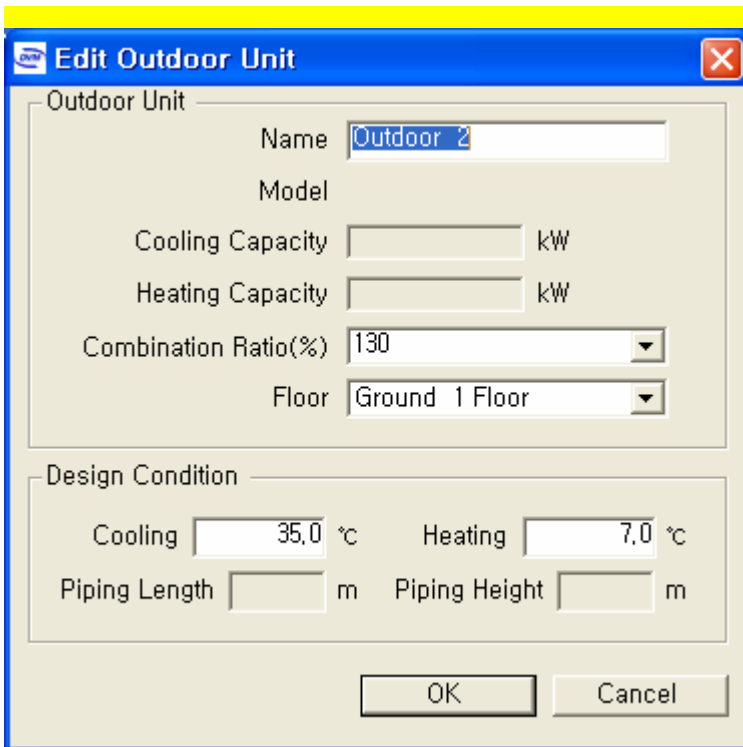 DVM Edit Outdoor Unit
Outdoor Unit
Name Outdoor 2
Model
Cooling Capacity kW
Heating Capacity kW
Combination Ratio(%) 130
Floor Ground 1 Floor
Design Condition
Cooling 35,0 ℃ Heating 7,0 ℃
Piping Length m Piping Height m
OK Cancel